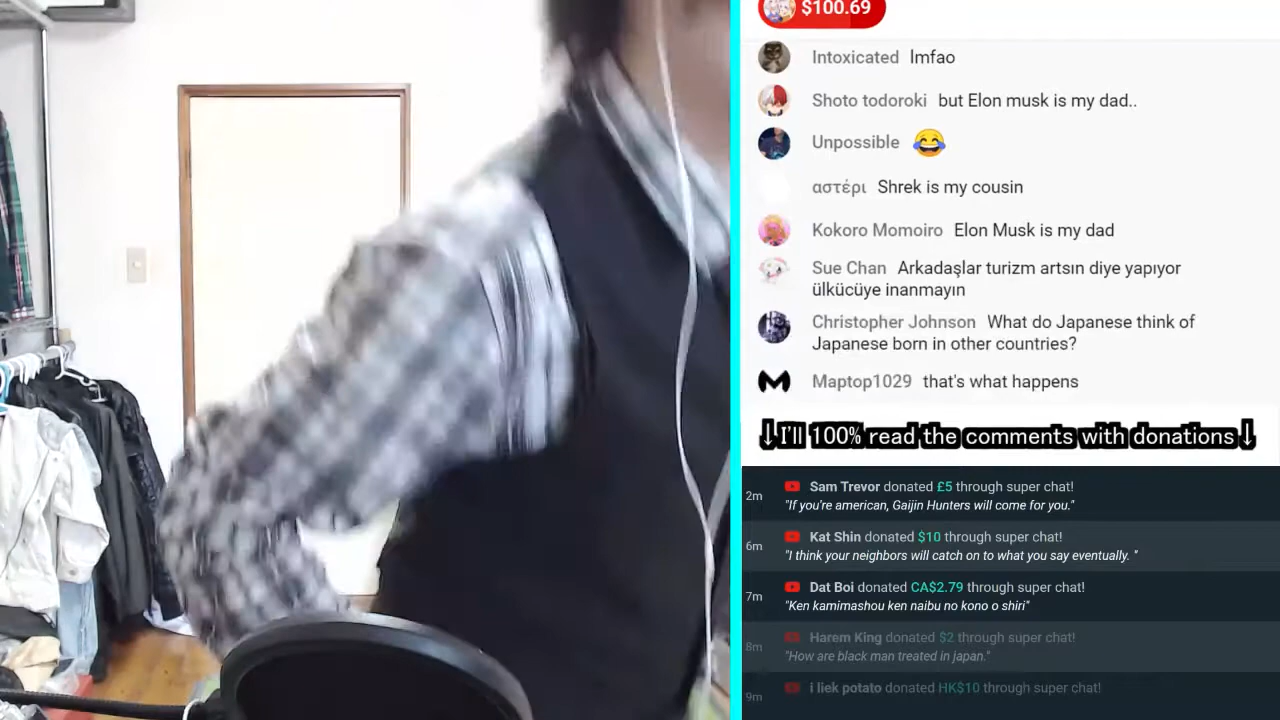 $100.69
Intoxicated lmfao
Shoto todoroki but Elon musk is my dad..
Unpossible 😂
αστέρι Shrek is my cousin
Kokoro Momoiro Elon Musk is my dad
Sue Chan Arkadaşlar turizm artsın diye yapıyor
ülkücüye inanmayın
Christopher Johnson What do Japanese think of
Japanese born in other countries?
Maptop1029 that's what happens
↓I'll 100% read the comments with donations↓
2m Sam Trevor donated £5 through super chat!
"If you're american, Gaijin Hunters will come for you."
6m Kat Shin donated $10 through super chat!
"I think your neighbors will catch on to what you say eventually. "
7m Dat Boi donated CA$2.79 through super chat!
"Ken kamimashou ken naibu no kono o shiri"
8m Harem King donated $2 through super chat!
"How are black man treated in japan."
9m i liek potato donated HK$10 through super chat!